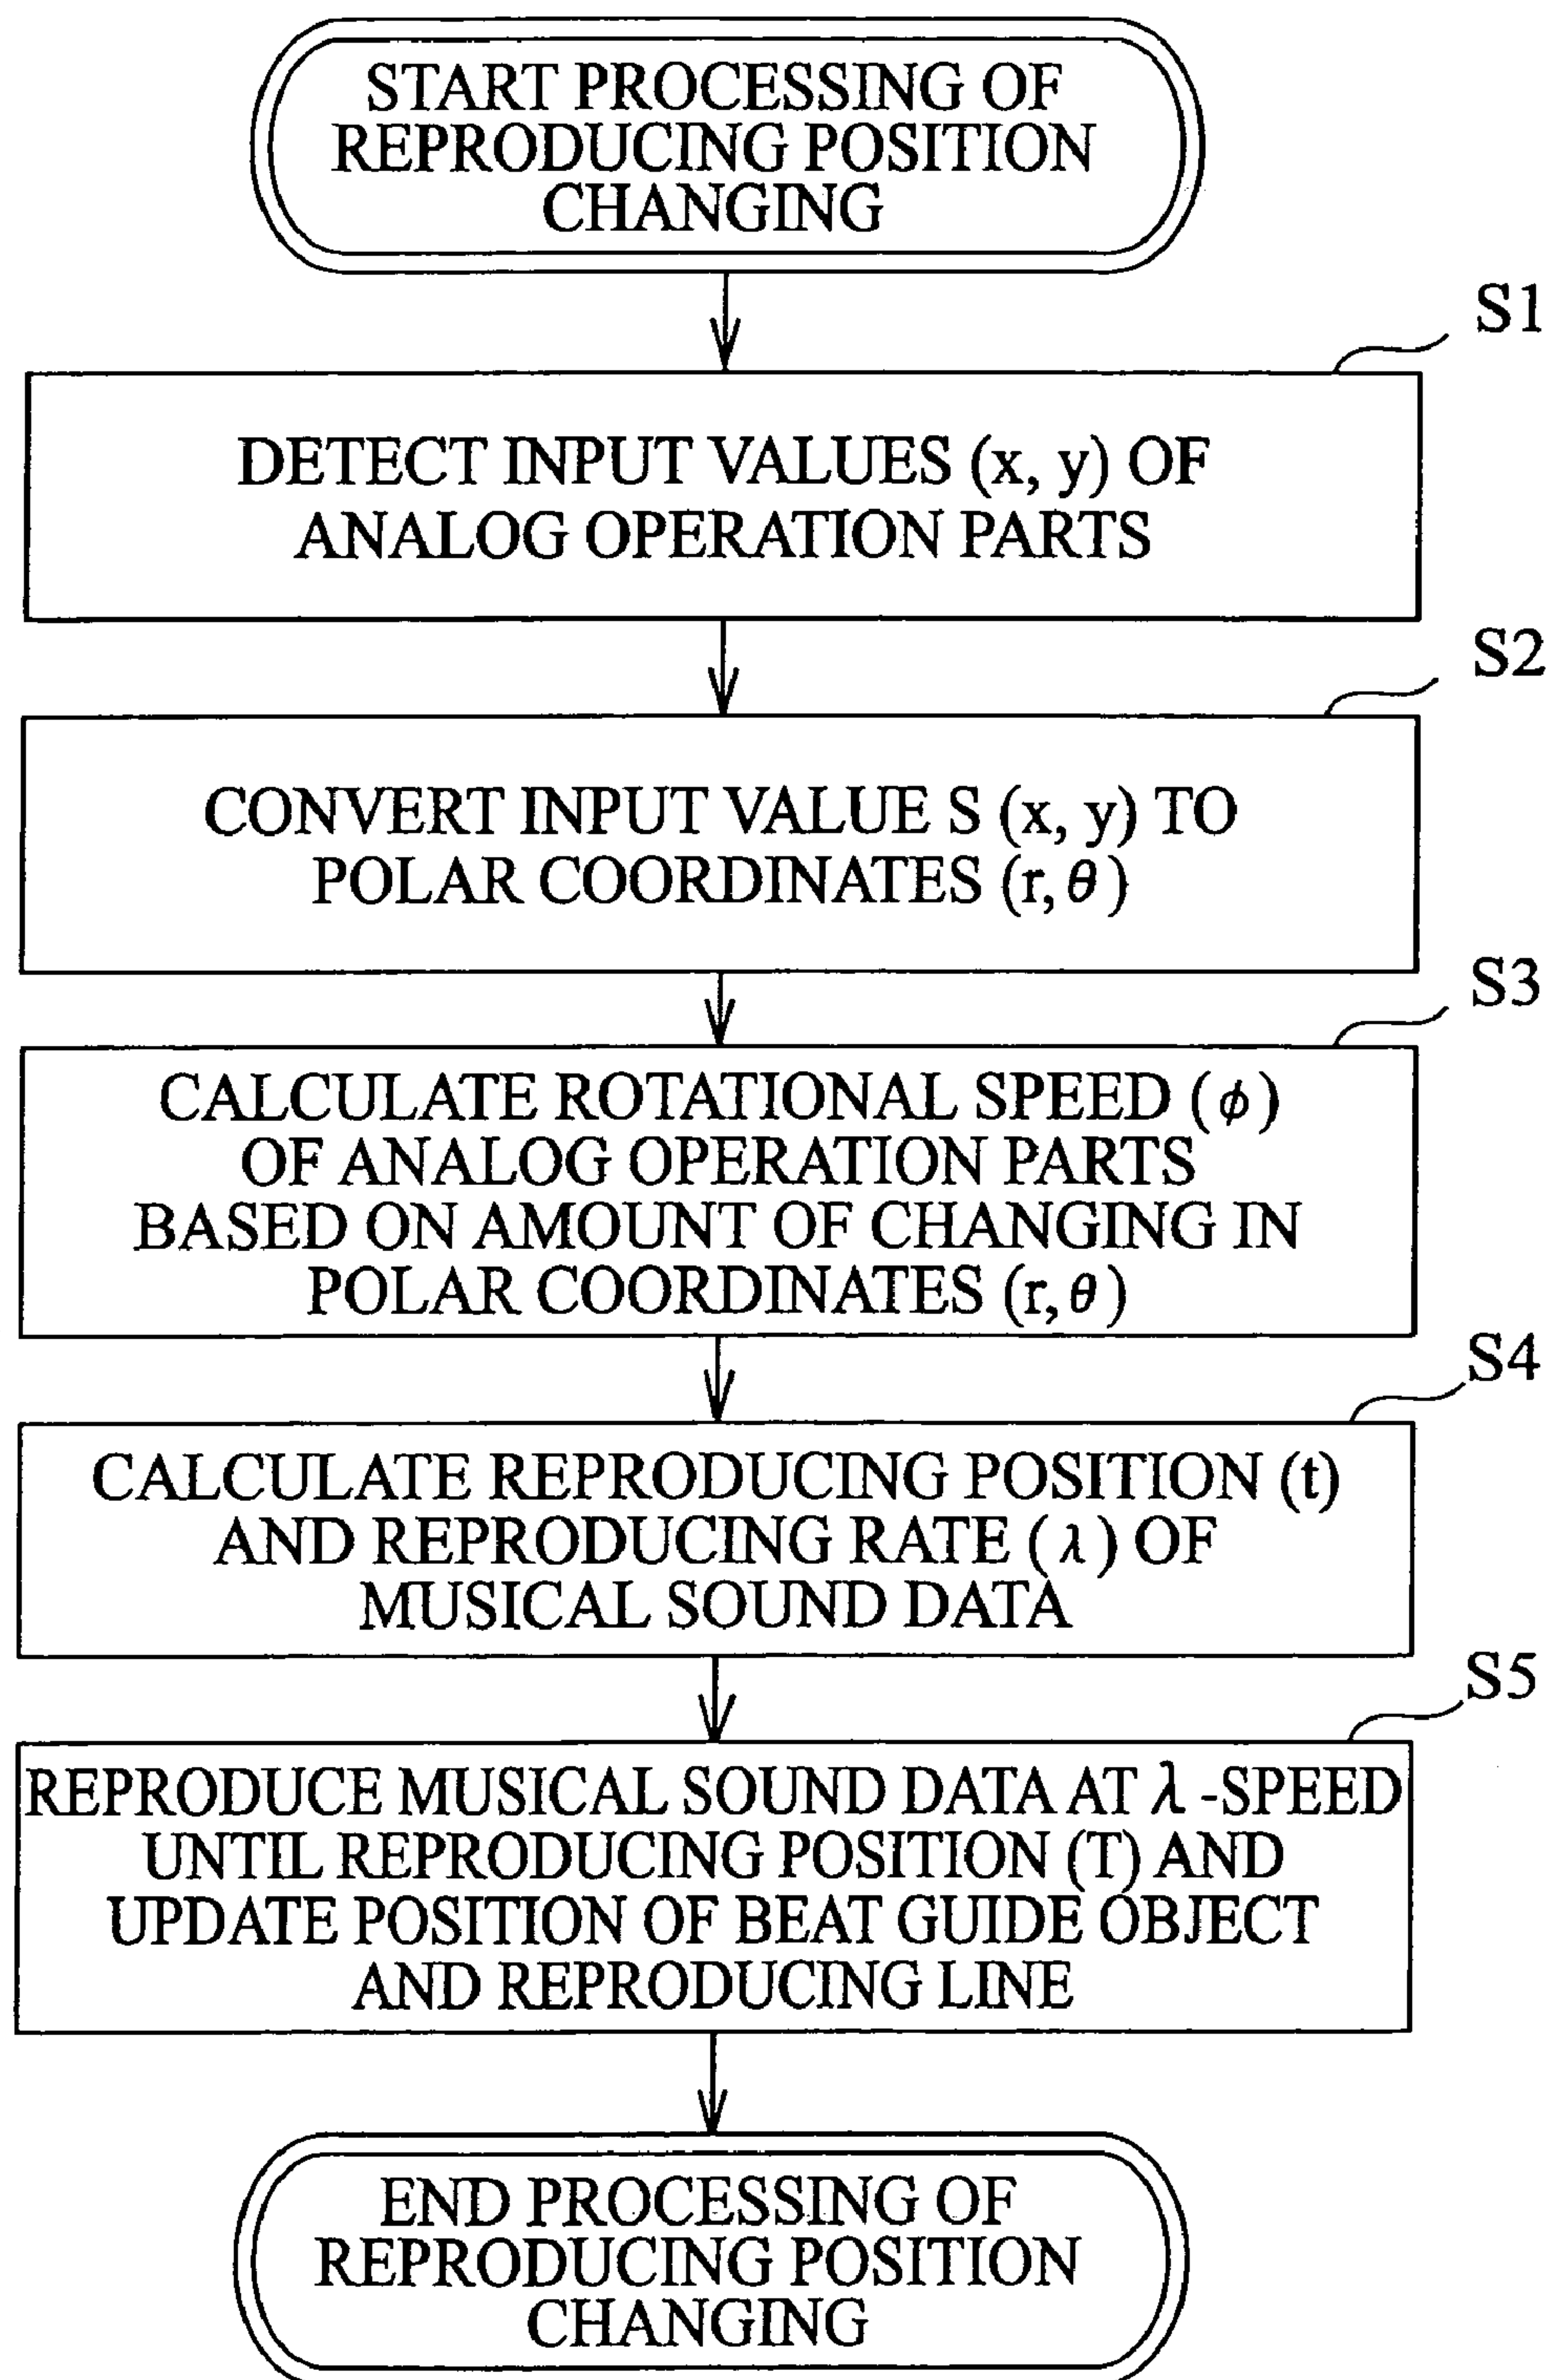 START PROCESSING OF
REPRODUCING POSITION
CHANGING
S1
DETECT INPUT VALUES (x, y) OF
ANALOG OPERATION PARTS
S2
CONVERT INPUT VALUE S (x, y) TO
POLAR COORDINATES (r, θ)
S3
CALCULATE ROTATIONAL SPEED (ϕ)
OF ANALOG OPERATION PARTS
BASED ON AMOUNT OF CHANGING IN
POLAR COORDINATES (r, θ)
S4
CALCULATE REPRODUCING POSITION (t)
AND REPRODUCING RATE (λ) OF
MUSICAL SOUND DATA
S5
REPRODUCE MUSICAL SOUND DATA AT λ-SPEED
UNTIL REPRODUCING POSITION (T) AND
UPDATE POSITION OF BEAT GUIDE OBJECT
AND REPRODUCING LINE
END PROCESSING OF
REPRODUCING POSITION
CHANGING